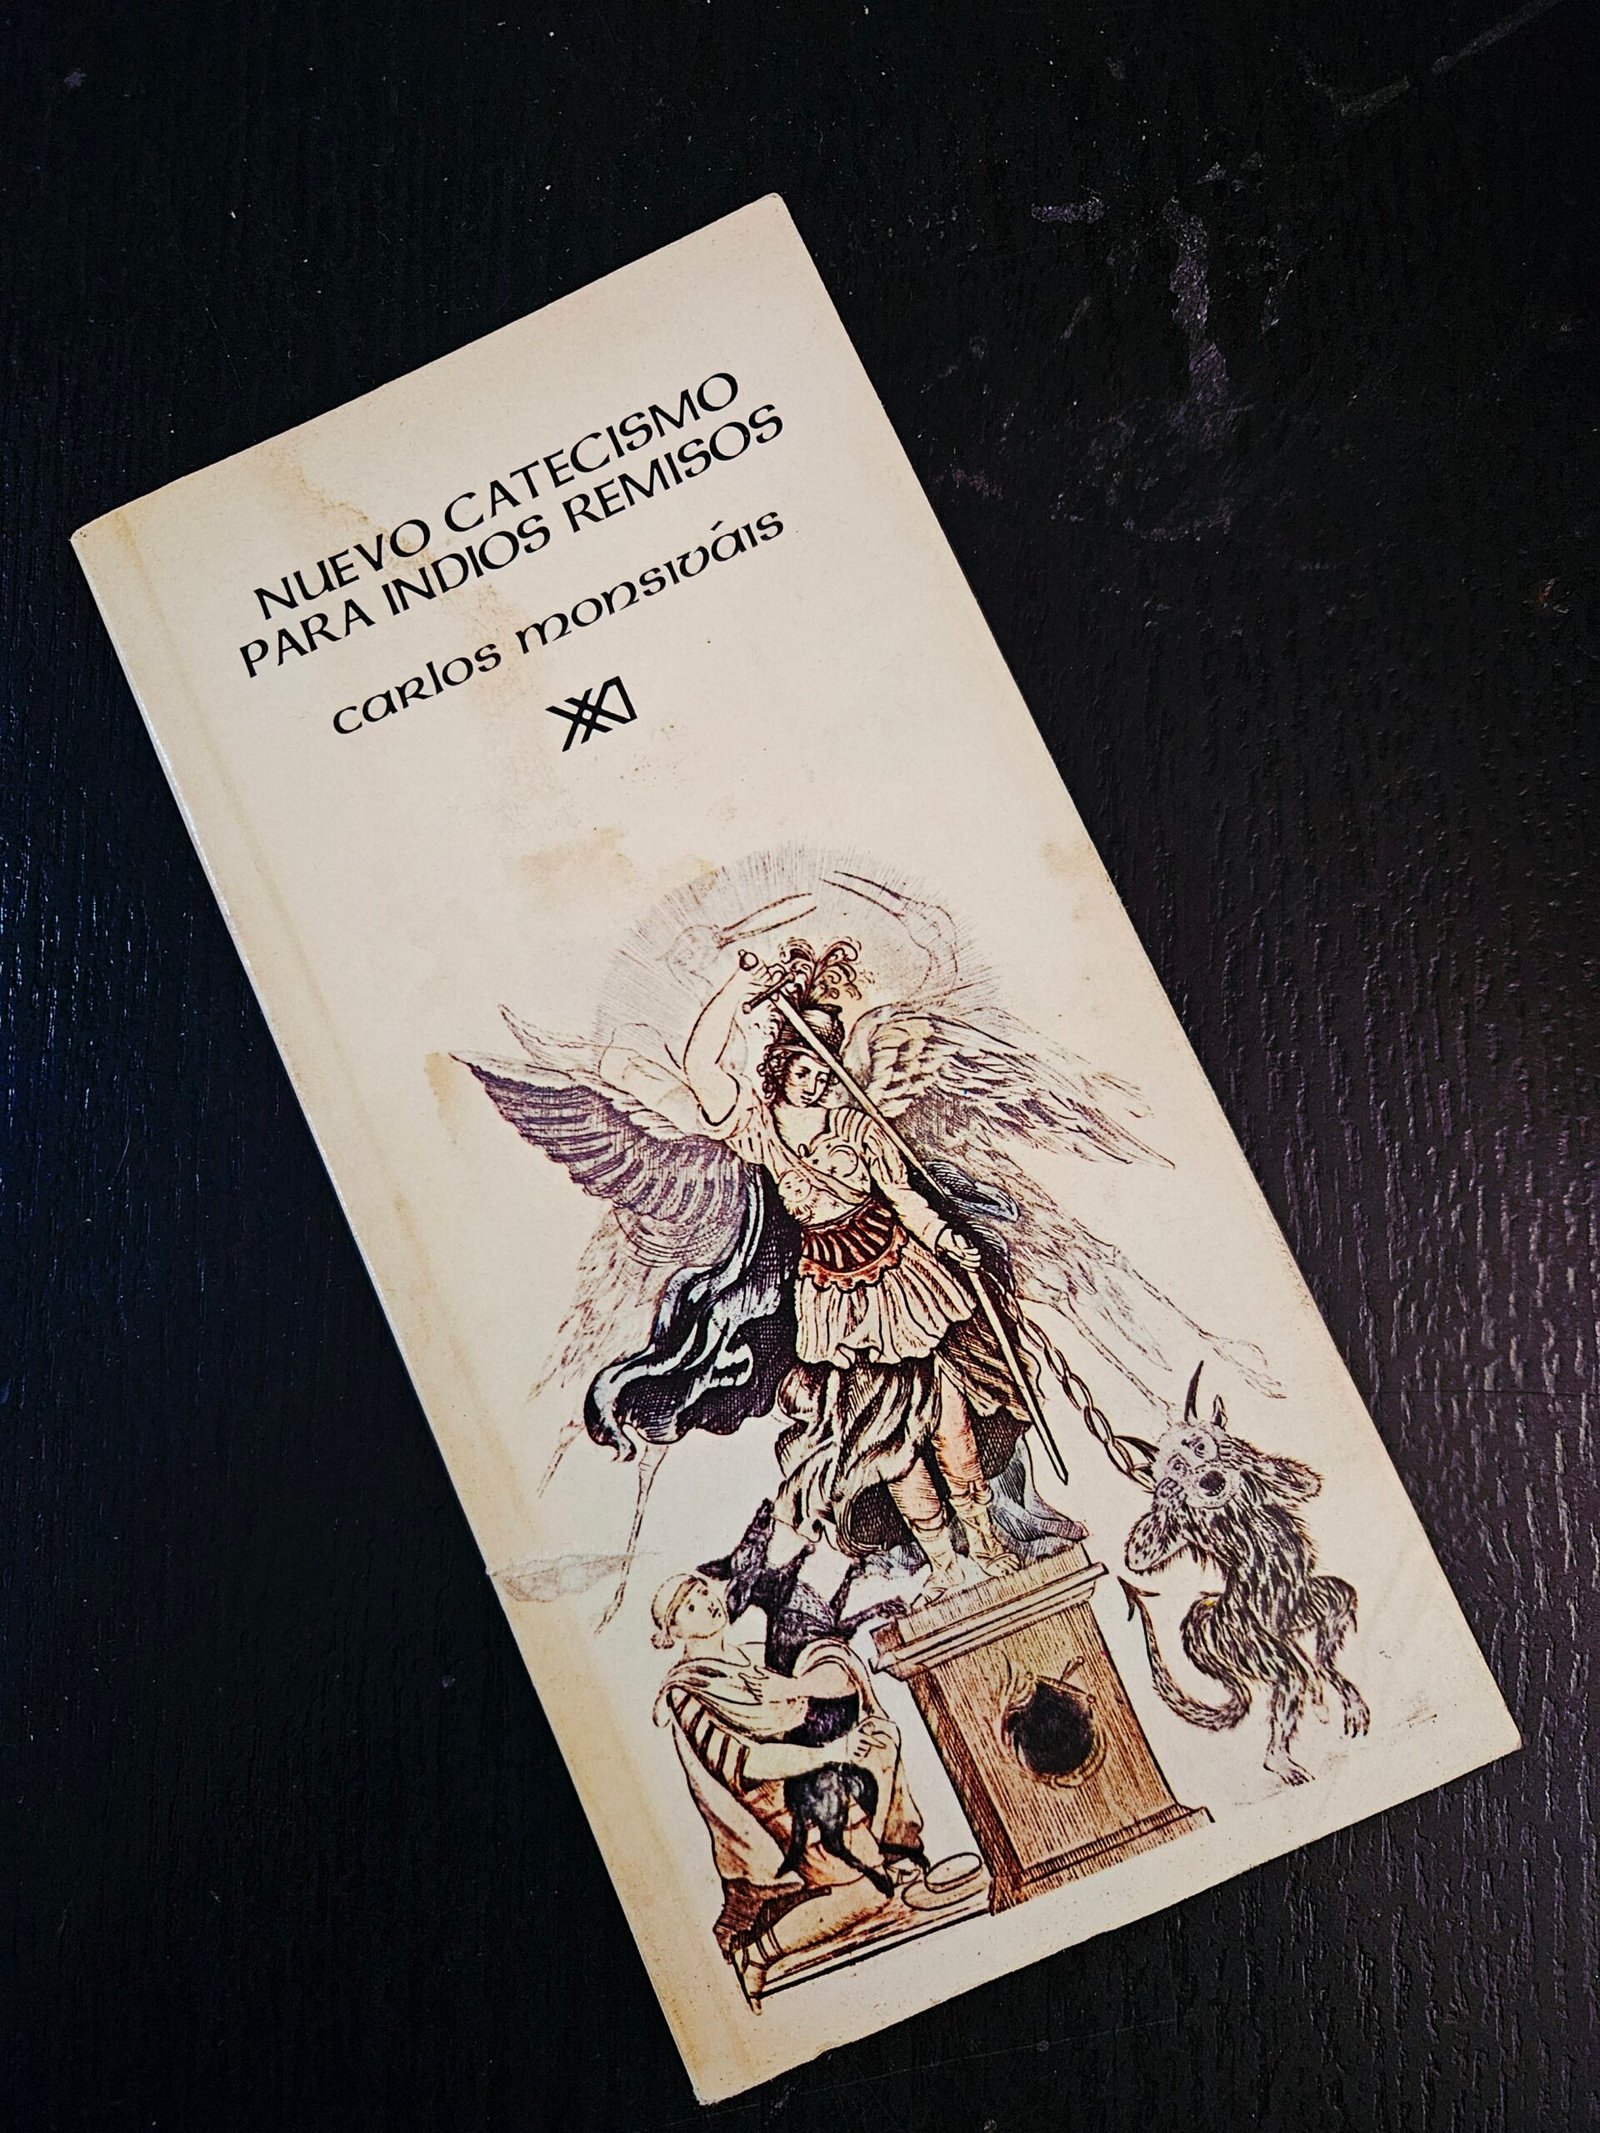 NUEVO CATECISMO
PARA INDIOS REMISOS
carlos monsiváis